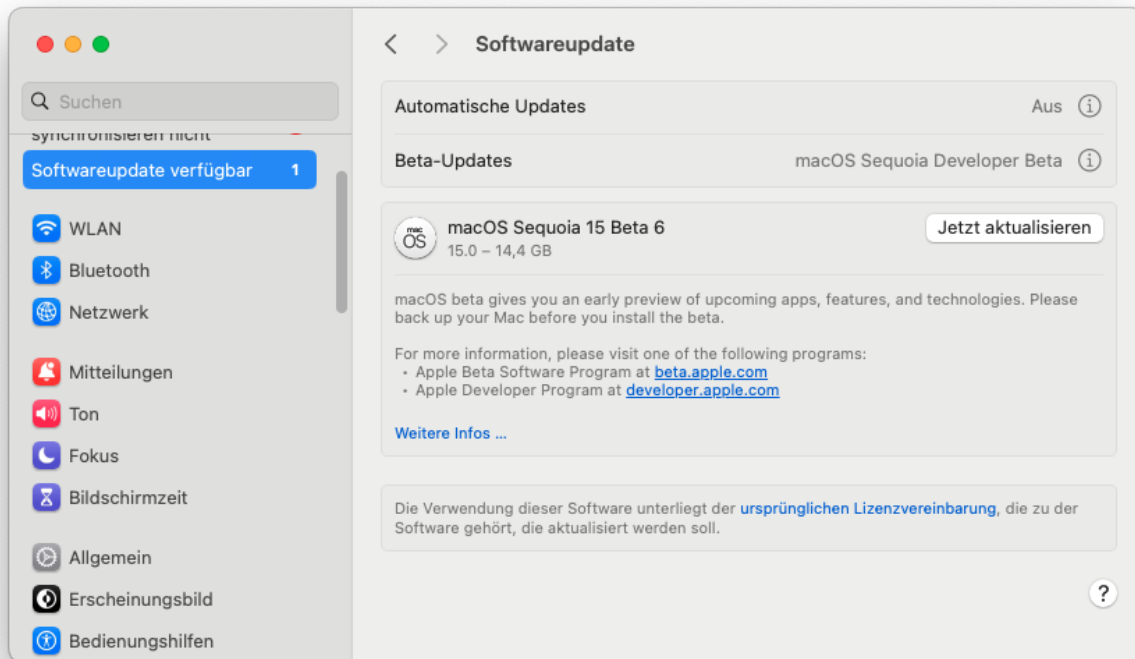 Softwareupdate
Suchen
synchronisieren nicht
Softwareupdate verfügbar 1
WLAN
Bluetooth
Netzwerk
Mitteilungen
Ton
Fokus
Bildschirmzeit
Allgemein
Erscheinungsbild
Bedienungshilfen
Automatische Updates Aus
Beta-Updates macOS Sequoia Developer Beta
mac
OS
macOS Sequoia 15 Beta 6
15.0 – 14,4 GB
Jetzt aktualisieren
macOS beta gives you an early preview of upcoming apps, features, and technologies. Please
back up your Mac before you install the beta.
For more information, please visit one of the following programs:
• Apple Beta Software Program at beta.apple.com
• Apple Developer Program at developer.apple.com
Weitere Infos ...
Die Verwendung dieser Software unterliegt der ursprünglichen Lizenzvereinbarung, die zu der
Software gehört, die aktualisiert werden soll.
?